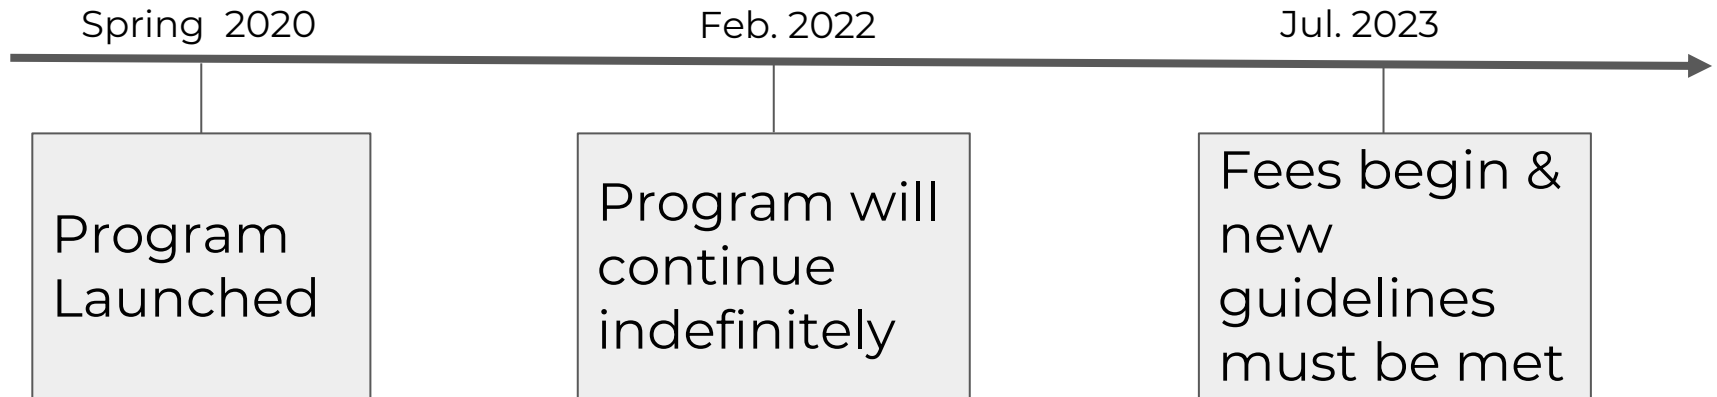 Spring 2020
Feb. 2022
Jul. 2023
Program
Launched
Program will
continue
indefinitely
Fees begin &
new
guidelines
must be met